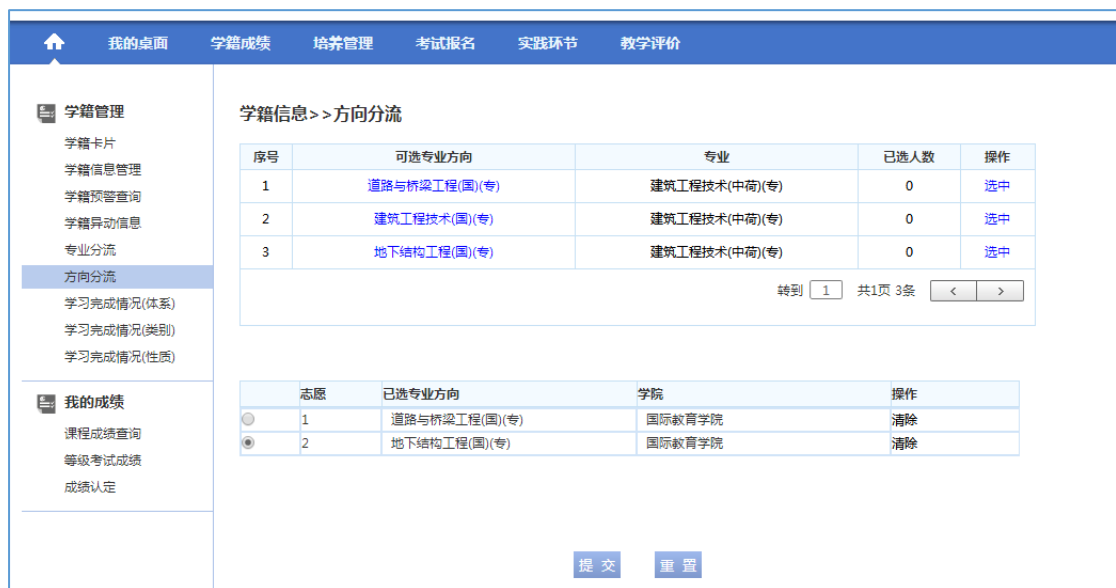 我的桌面 学籍成绩 培养管理 考试报名 实践环节 教学评价
学籍管理
学籍卡片
学籍信息管理
学籍预警查询
学籍异动信息
专业分流
方向分流
学习完成情况(体系)
学习完成情况(类别)
学习完成情况(性质)
我的成绩
课程成绩查询
等级考试成绩
成绩认定
学籍信息>>方向分流
序号 可选专业方向 专业 已选人数 操作
1 道路与桥梁工程(国)(专) 建筑工程技术(中荷)(专) 0 选中
2 建筑工程技术(国)(专) 建筑工程技术(中荷)(专) 0 选中
3 地下结构工程(国)(专) 建筑工程技术(中荷)(专) 0 选中
转到 1 共1页 3条 < >
志愿 已选专业方向 学院 操作
1 道路与桥梁工程(国)(专) 国际教育学院 清除
2 地下结构工程(国)(专) 国际教育学院 清除
提 交 重 置